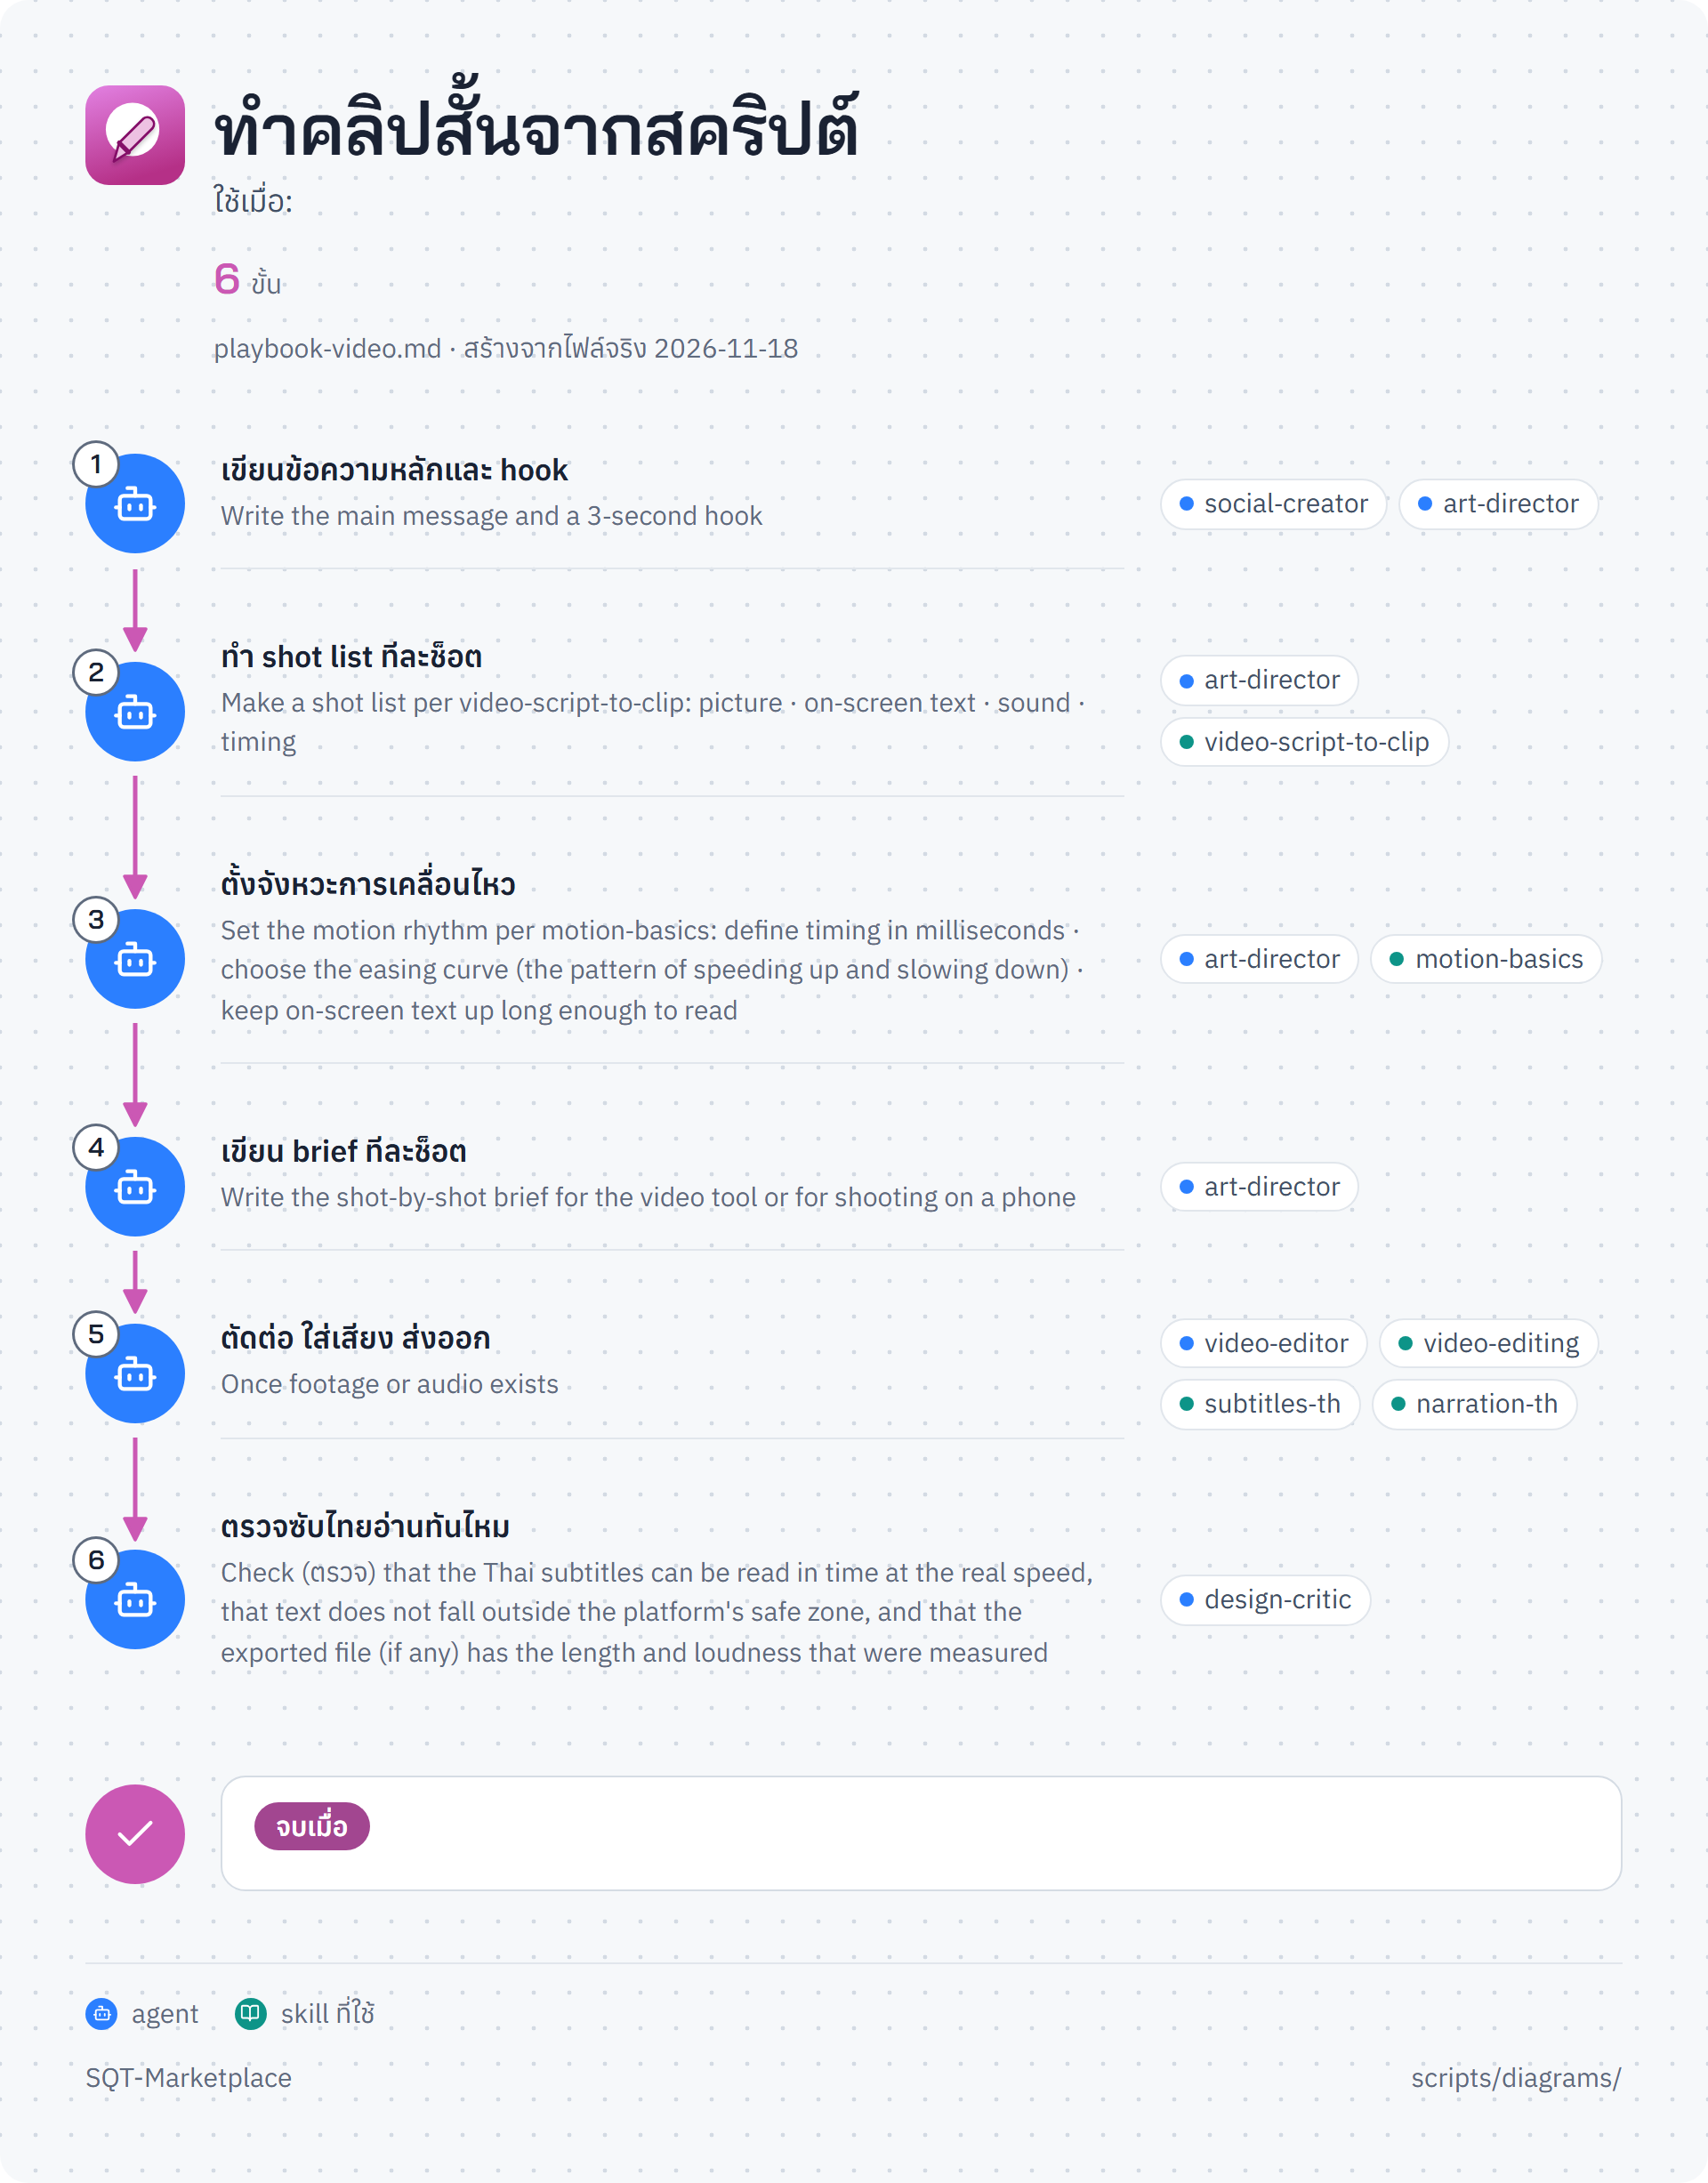 ทำคลิปสั้นจากสคริปต์
ใช้เมื่อ:
6 ขั้น
playbook-video.md · สร้างจากไฟล์จริง 2026-11-18
1
เขียนข้อความหลักและ hook
Write the main message and a 3-second hook
social-creator
art-director
2
ทำ shot list ทีละช็อต
Make a shot list per video-script-to-clip: picture · on-screen text · sound ·
timing
art-director
video-script-to-clip
3
ตั้งจังหวะการเคลื่อนไหว
Set the motion rhythm per motion-basics: define timing in milliseconds ·
choose the easing curve (the pattern of speeding up and slowing down) ·
keep on-screen text up long enough to read
art-director
motion-basics
4
เขียน brief ทีละช็อต
Write the shot-by-shot brief for the video tool or for shooting on a phone
art-director
5
ตัดต่อ ใส่เสียง ส่งออก
Once footage or audio exists
video-editor
video-editing
subtitles-th
narration-th
6
ตรวจซับไทยอ่านทันไหม
Check (ตรวจ) that the Thai subtitles can be read in time at the real speed,
that text does not fall outside the platform's safe zone, and that the
exported file (if any) has the length and loudness that were measured
design-critic
จบเมื่อ
agent
skill ที่ใช้
SQT-Marketplace
scripts/diagrams/